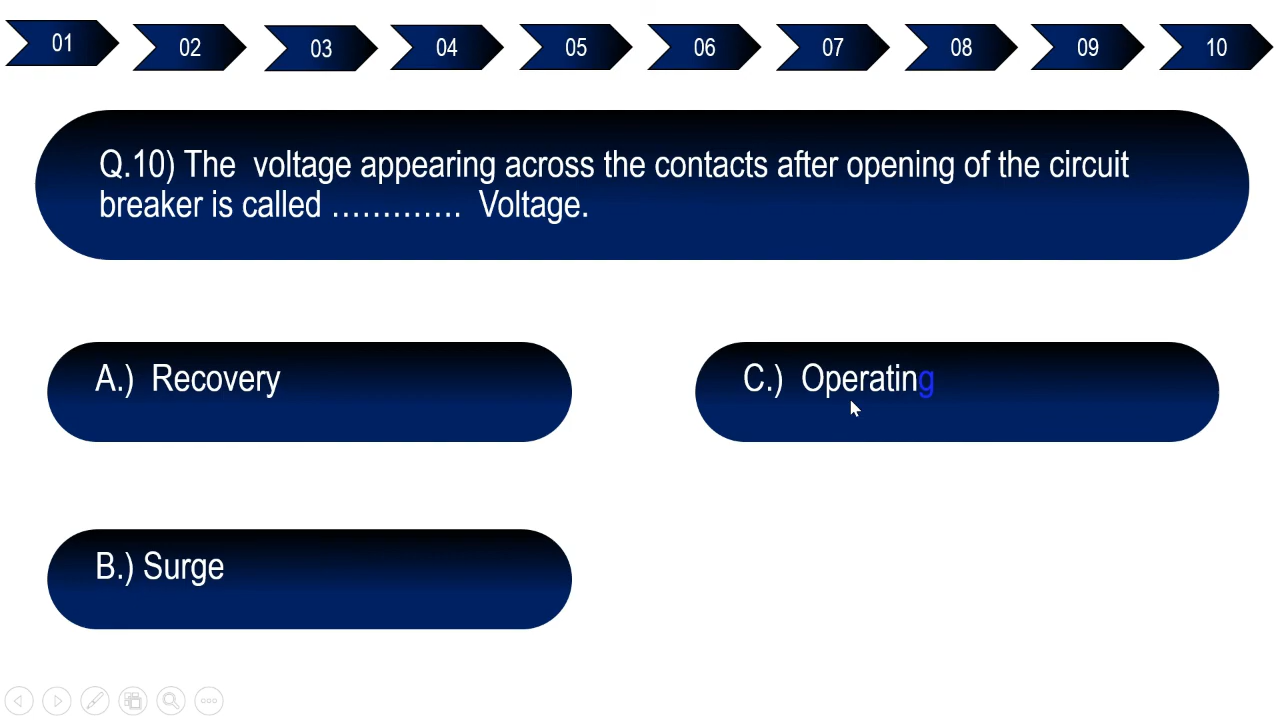 01 02 03 04 05 06 07 08 09 10
Q.10) The voltage appearing across the contacts after opening of the circuit
breaker is called ............. Voltage.
A.) Recovery
C.) Operating
B.) Surge